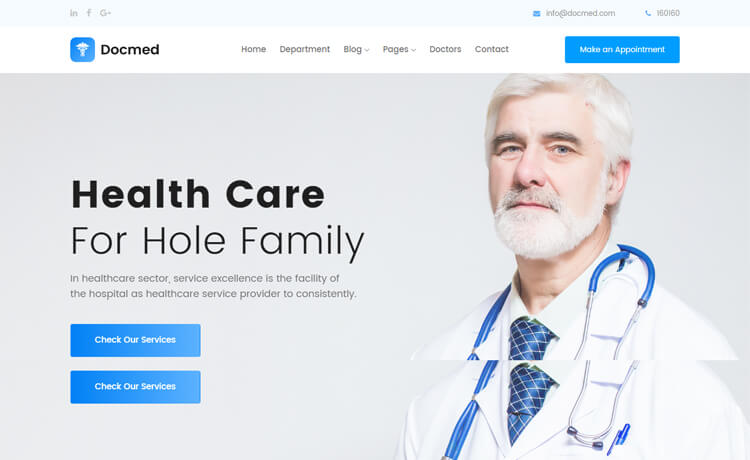 info@docmed.com 160160
Docmed
Home Department Blog Pages Doctors Contact
Make an Appointment
Health Care
For Hole Family
In healthcare sector, service excellence is the facility of
the hospital as healthcare service provider to consistently.
Check Our Services
Check Our Services